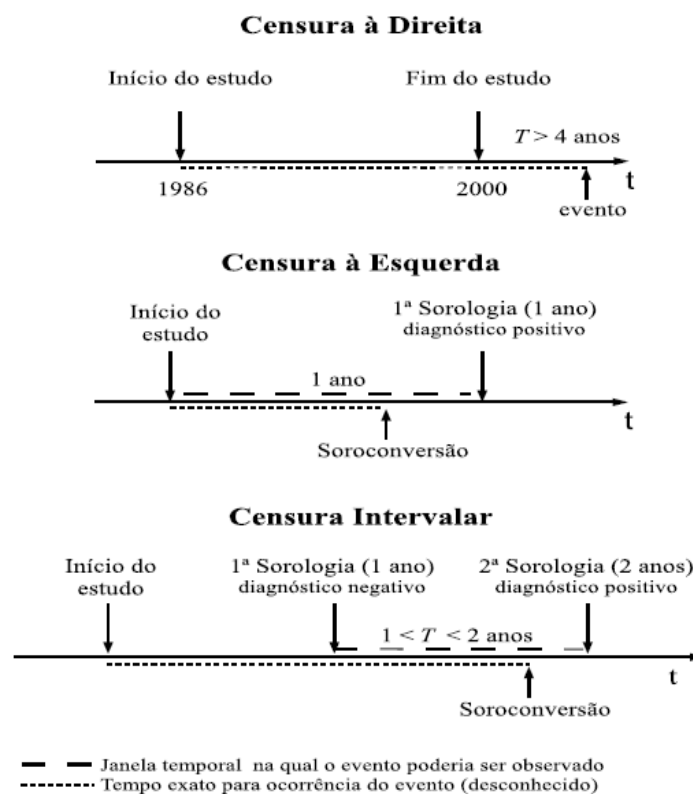 Censura à Direita
Início do estudo
Fim do estudo
T > 4 anos
t
1986
2000
evento
Censura à Esquerda
Início do
estudo
1ª Sorologia (1 ano)
diagnóstico positivo
1 ano
t
Soroconversão
Censura Intervalar
Início do
estudo
1ª Sorologia (1 ano)
diagnóstico negativo
2ª Sorologia (2 anos)
diagnóstico positivo
1 < T < 2 anos
t
Soroconversão
Janela temporal na qual o evento poderia ser observado
Tempo exato para ocorrência do evento (desconhecido)